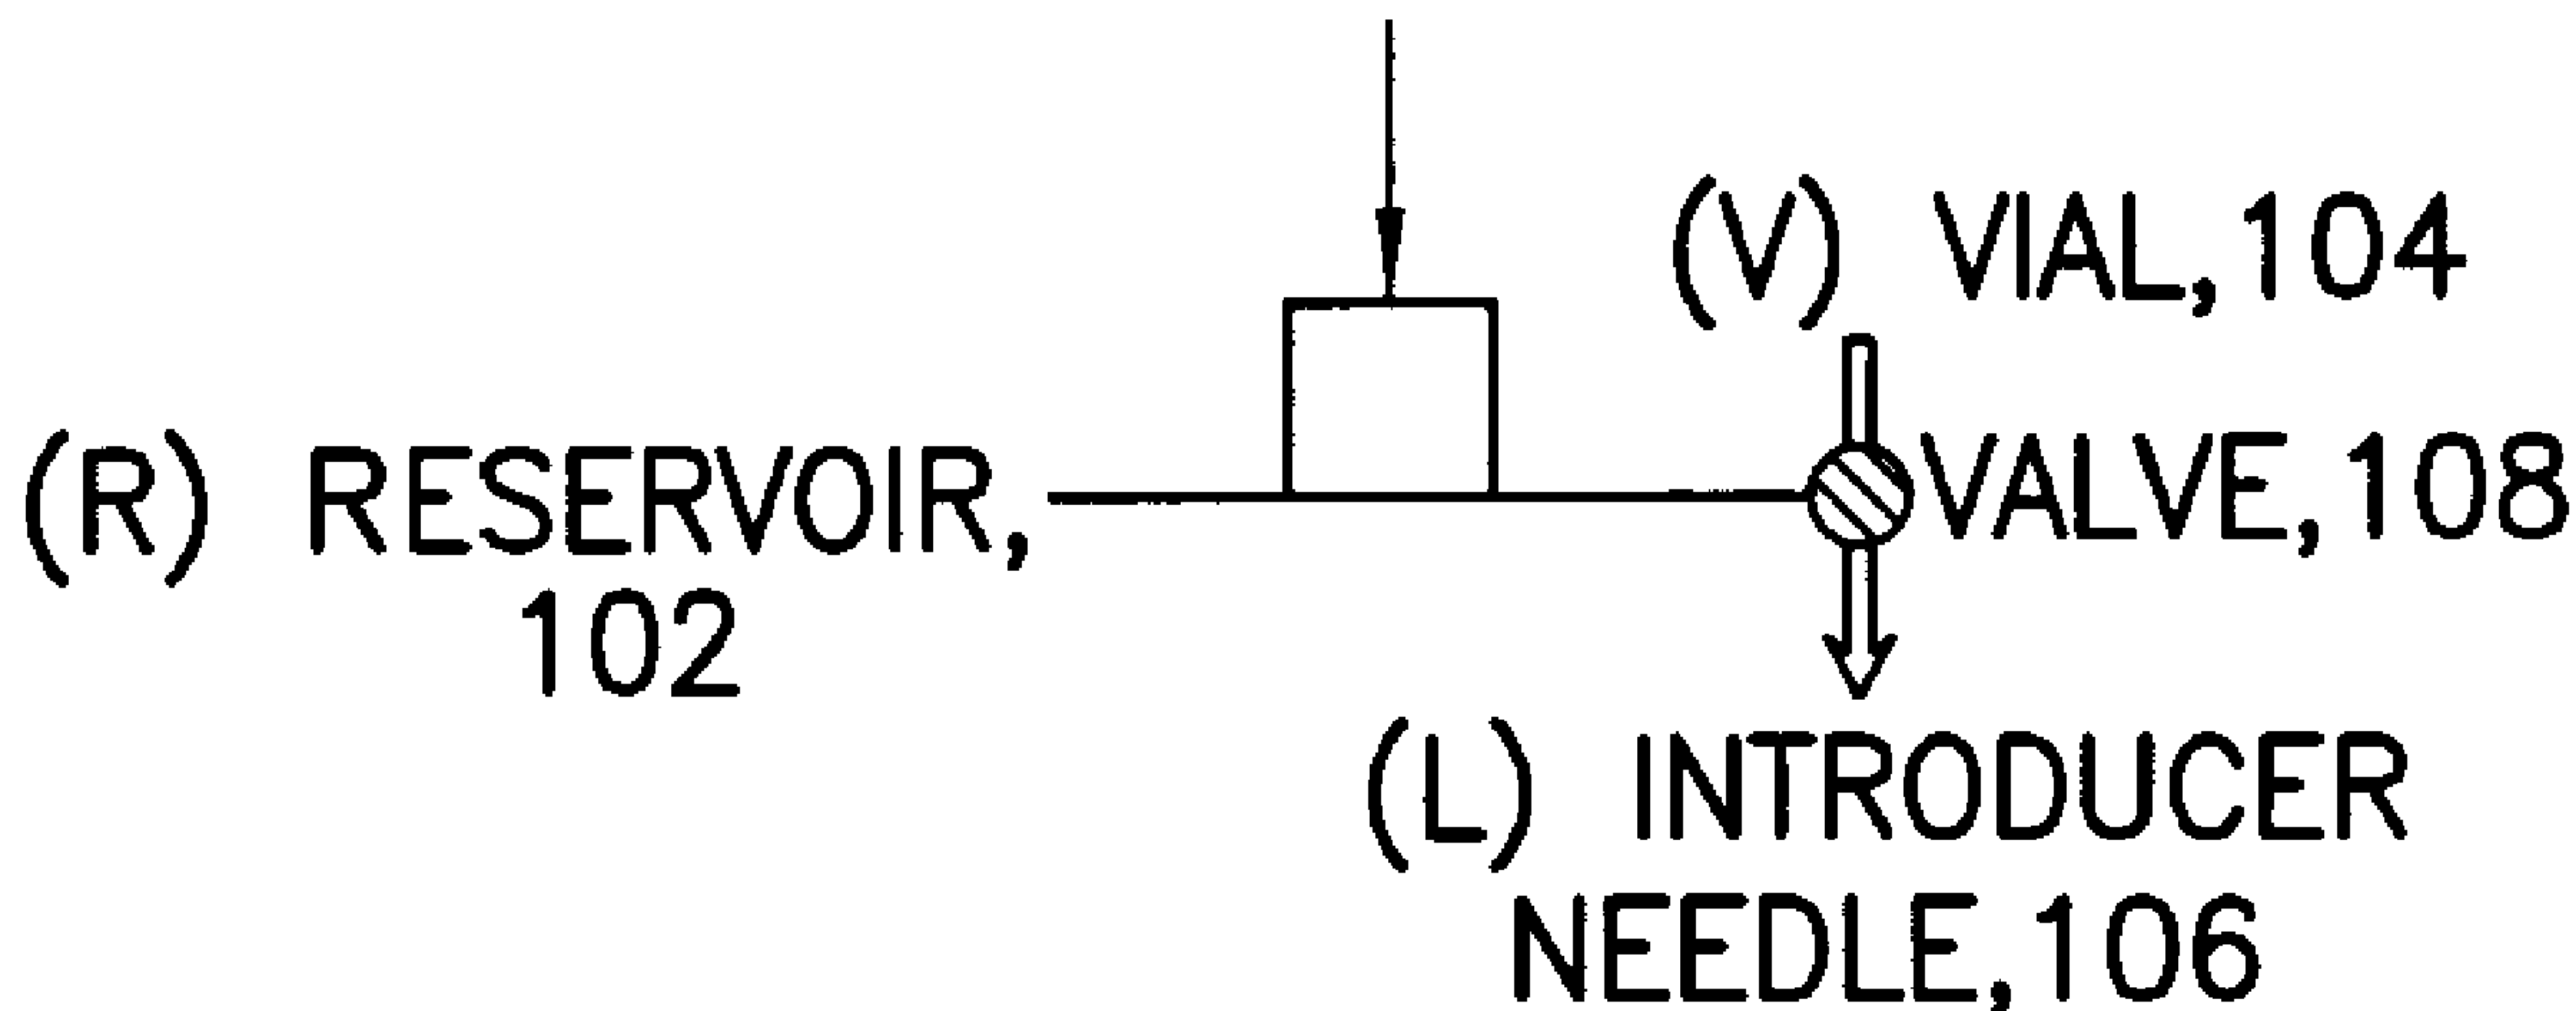 (V) VIAL,104
(R) RESERVOIR,
102
VALVE,108
(L) INTRODUCER
NEEDLE,106